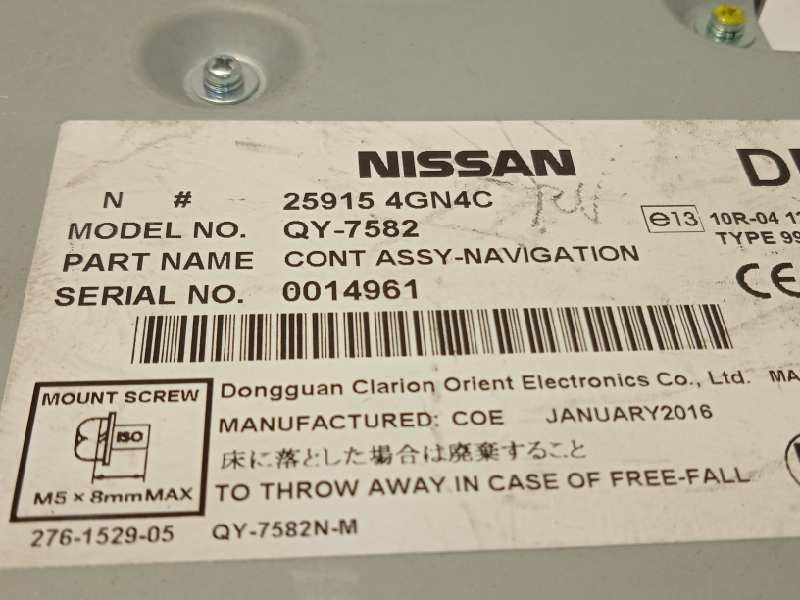 NISSAN
N # 25915 4GN4C
MODEL NO. QY-7582
e13 10R-04
TYPE
PART NAME CONT ASSY-NAVIGATION
SERIAL NO. 0014961
CE
MOUNT SCREW
ISO
M5 × 8mm MAX
Dongguan Clarion Orient Electronics Co., Ltd.
MANUFACTURED: COE JANUARY2016
床に落とした場合は廃棄すること
TO THROW AWAY IN CASE OF FREE-FALL
276-1529-05 QY-7582N-M